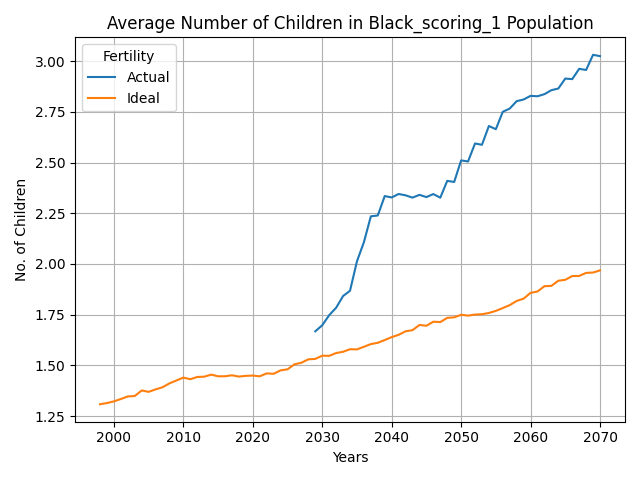 Average Number of Children in Black_scoring_1 Population
Fertility
Actual
Ideal
No. of Children
3.00
2.75
2.50
2.25
2.00
1.75
1.50
1.25
2000 2010 2020 2030 2040 2050 2060 2070
Years